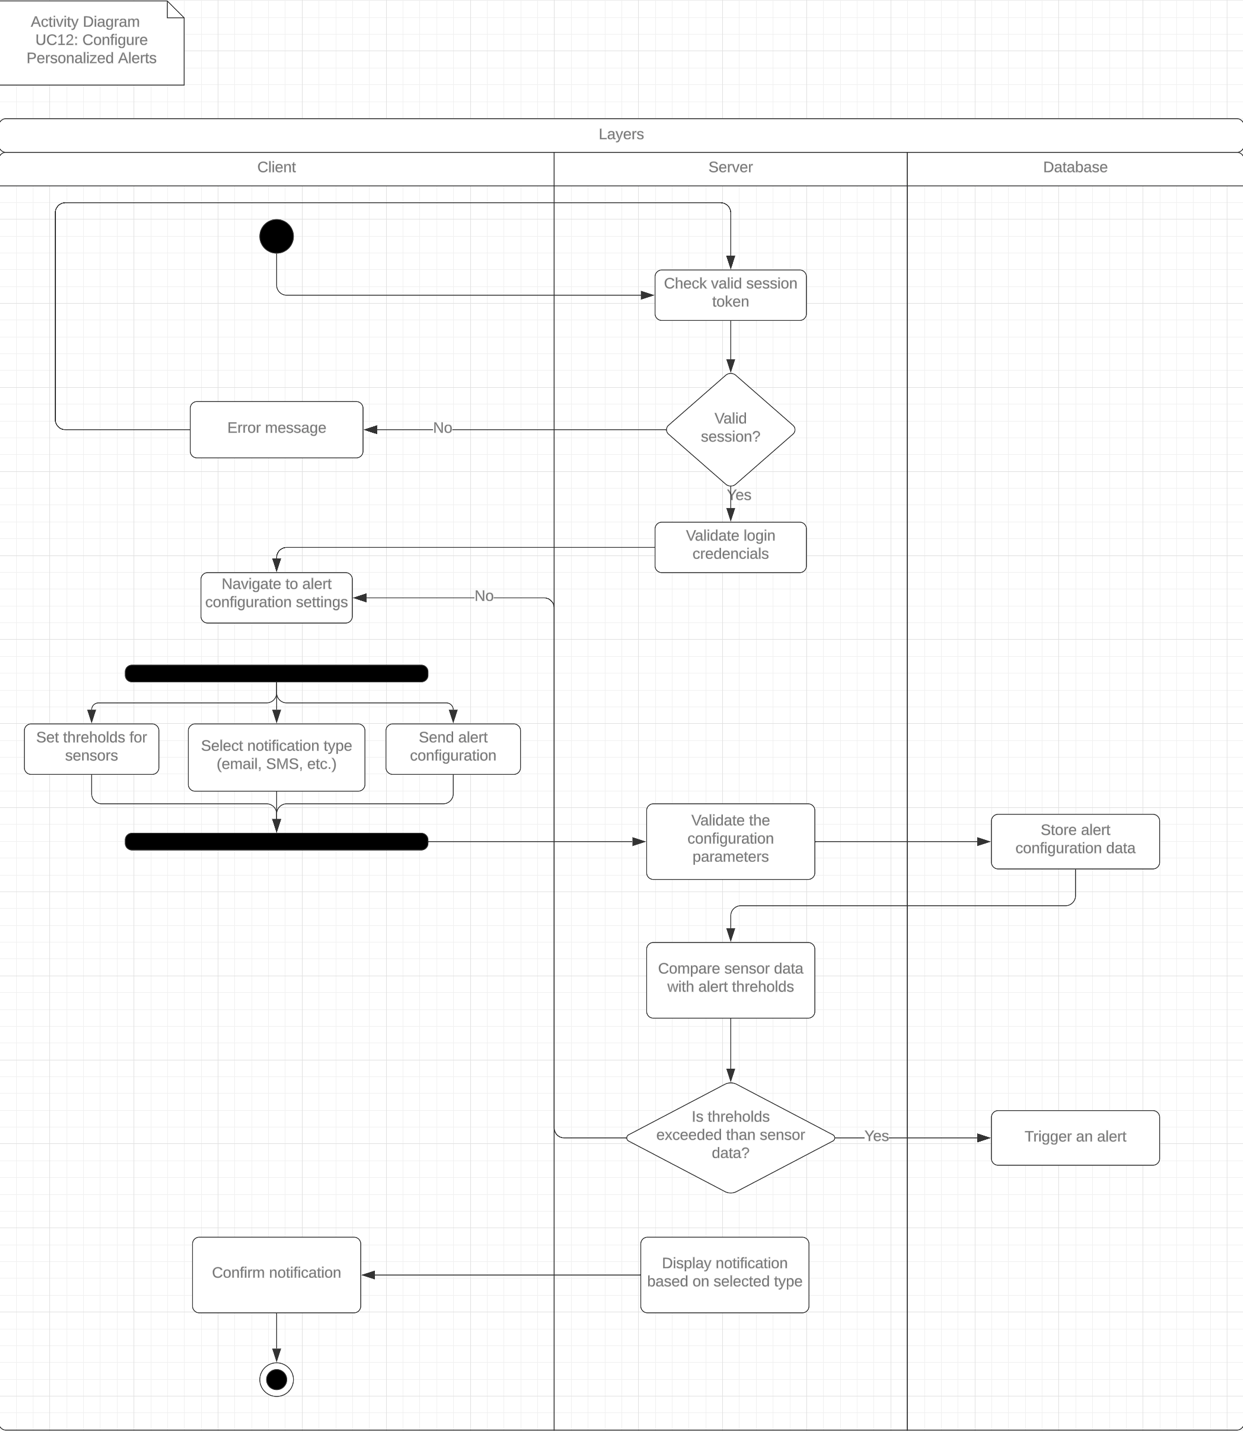 Activity Diagram
UC12: Configure
Personalized Alerts
Layers
Client
Server
Database
Check valid session
token
Valid
session?
No
Error message
Yes
Validate login
credencials
Navigate to alert
configuration settings
No
Set threholds for
sensors
Select notification type
(email, SMS, etc.)
Send alert
configuration
Validate the
configuration
parameters
Store alert
configuration data
Compare sensor data
with alert threholds
Is threholds
exceeded than sensor
data?
Yes
Trigger an alert
Display notification
based on selected type
Confirm notification